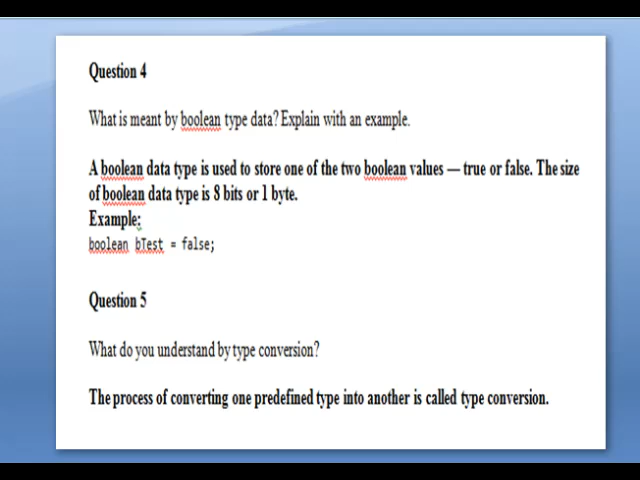 Question 4
What is meant by boolean type data? Explain with an example.
A boolean data type is used to store one of the two boolean values — true or false. The size
of boolean data type is 8 bits or 1 byte.
Example:
boolean bTest = false;
Question 5
What do you understand by type conversion?
The process of converting one predefined type into another is called type conversion.